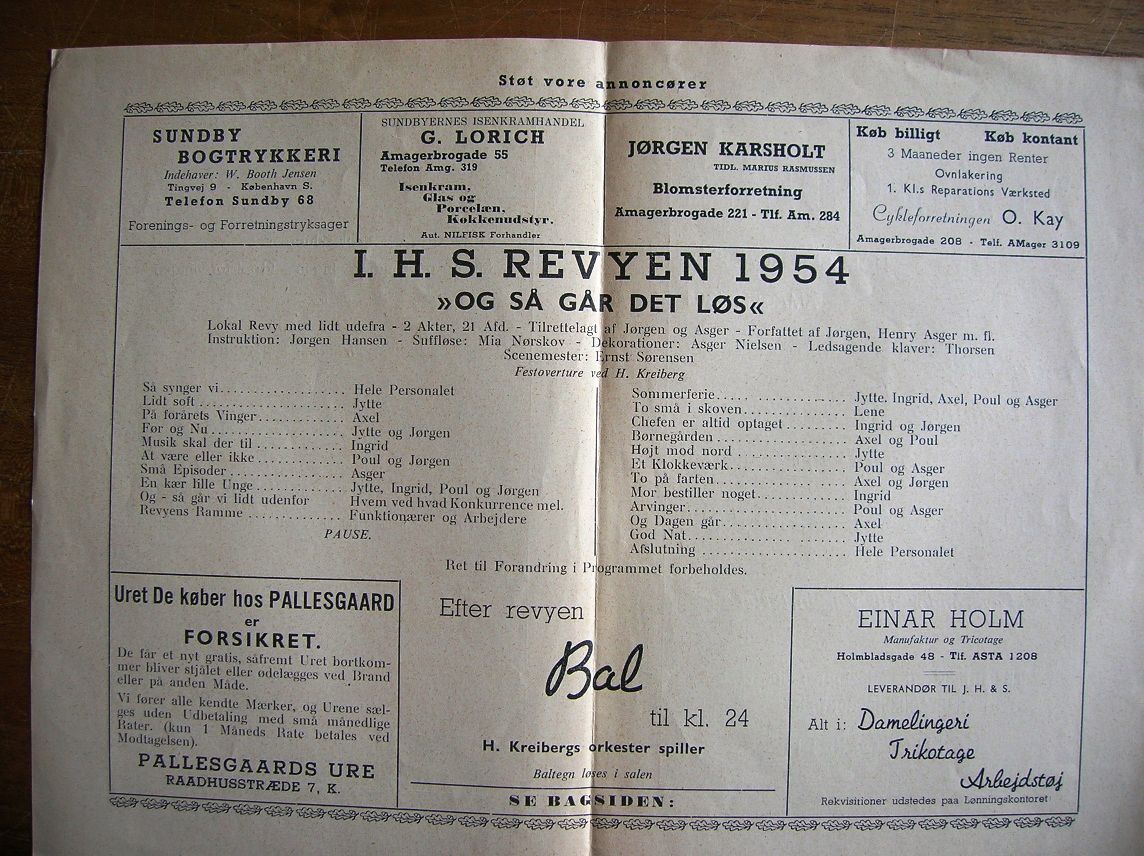 Støt vore annoncører
SUNDBY
BOGTRYKKERI
Indehaver: W. Booth Jensen
Tingvej 9 - København S.
Telefon Sundby 68
Forenings- og Forretningstryksager
SUNDBYERNES ISENKRAMHANDEL
G. LORICH
Amagerbrogade 55
Telefon Amg. 319
Isenkram,
Glas og
Porcelæn.
Køkkenudstyr.
Aut. NILFISK Forhandler
JØRGEN KARSHOLT
TIDL. MARIUS RASMUSSEN
Blomsterforretning
Amagerbrogade 221 - Tlf. Am. 284
Køb billigt Køb kontant
3 Maaneder ingen Renter
Ovnlakering
1. Kl.s Reparations Værksted
Cykleforretningen O. Kay
Amagerbrogade 208 - Telf. AMager 3109
I. H. S. REVYEN 1954
»OG SÅ GÅR DET LØS«
Lokal Revy med lidt udefra - 2 Akter, 21 Afd. - Tilrettelagt af Jørgen og Asger - Forfattet af Jørgen, Henry Asger m. fl.
Instruktion: Jørgen Hansen - Suffløse: Mia Nørskov - Dekorationer: Asger Nielsen - Ledsagende klaver: Thorsen
Scenemester: Ernst Sørensen
Festoverture ved H. Kreiberg
Så synger vi.................. Hele Personalet
Lidt soft...................... Jytte
På forårets Vinger............. Axel
Før og Nu..................... Jytte og Jørgen
Musik skal der til.............. Ingrid
At være eller ikke.............. Poul og Jørgen
Små Episoder................. Asger
En kær lille Unge.............. Jytte, Ingrid, Poul og Jørgen
Og - så går vi lidt udenfor Hvem ved hvad Konkurrence mel.
Revyens Ramme.............. Funktionærer og Arbejdere
PAUSE.
Sommerferie.................. Jytte. Ingrid, Axel, Poul og Asger
To små i skoven............... Lene
Chefen er altid optaget......... Ingrid og Jørgen
Børnegården.................. Axel og Poul
Højt mod nord................ Jytte
Et Klokkeværk................ Poul og Asger
To på farten.................. Axel og Jørgen
Mor bestiller noget............. Ingrid
Arvinger..................... Poul og Asger
Og Dagen går................. Axel
God Nat..................... Jytte
Afslutning.................... Hele Personalet
Ret til Forandring i Programmet forbeholdes.
Uret De køber hos PALLESGAARD
er
FORSIKRET.
De får et nyt gratis, såfremt Uret bortkom-
mer bliver stjålet eller ødelægges ved Brand
eller på anden Måde.
Vi fører alle kendte Mærker, og Urene sæl-
ges uden Udbetaling med små månedlige
Rater. (kun 1 Måneds Rate betales ved
Modtagelsen).
PALLESGAARDS URE
RAADHUSSTRÆDE 7, K.
Efter revyen
Bal
til kl. 24
H. Kreibergs orkester spiller
Baltegn løses i salen
SE BAGSIDEN:
EINAR HOLM
Manufaktur og Tricotage
Holmbladsgade 48 - Tlf. ASTA 1208
LEVERANDØR TIL J. H. & S.
Alt i: Damelingeri
Trikotage
Arbejdstøj
Rekvisitioner udstedes paa Lønningskontoret